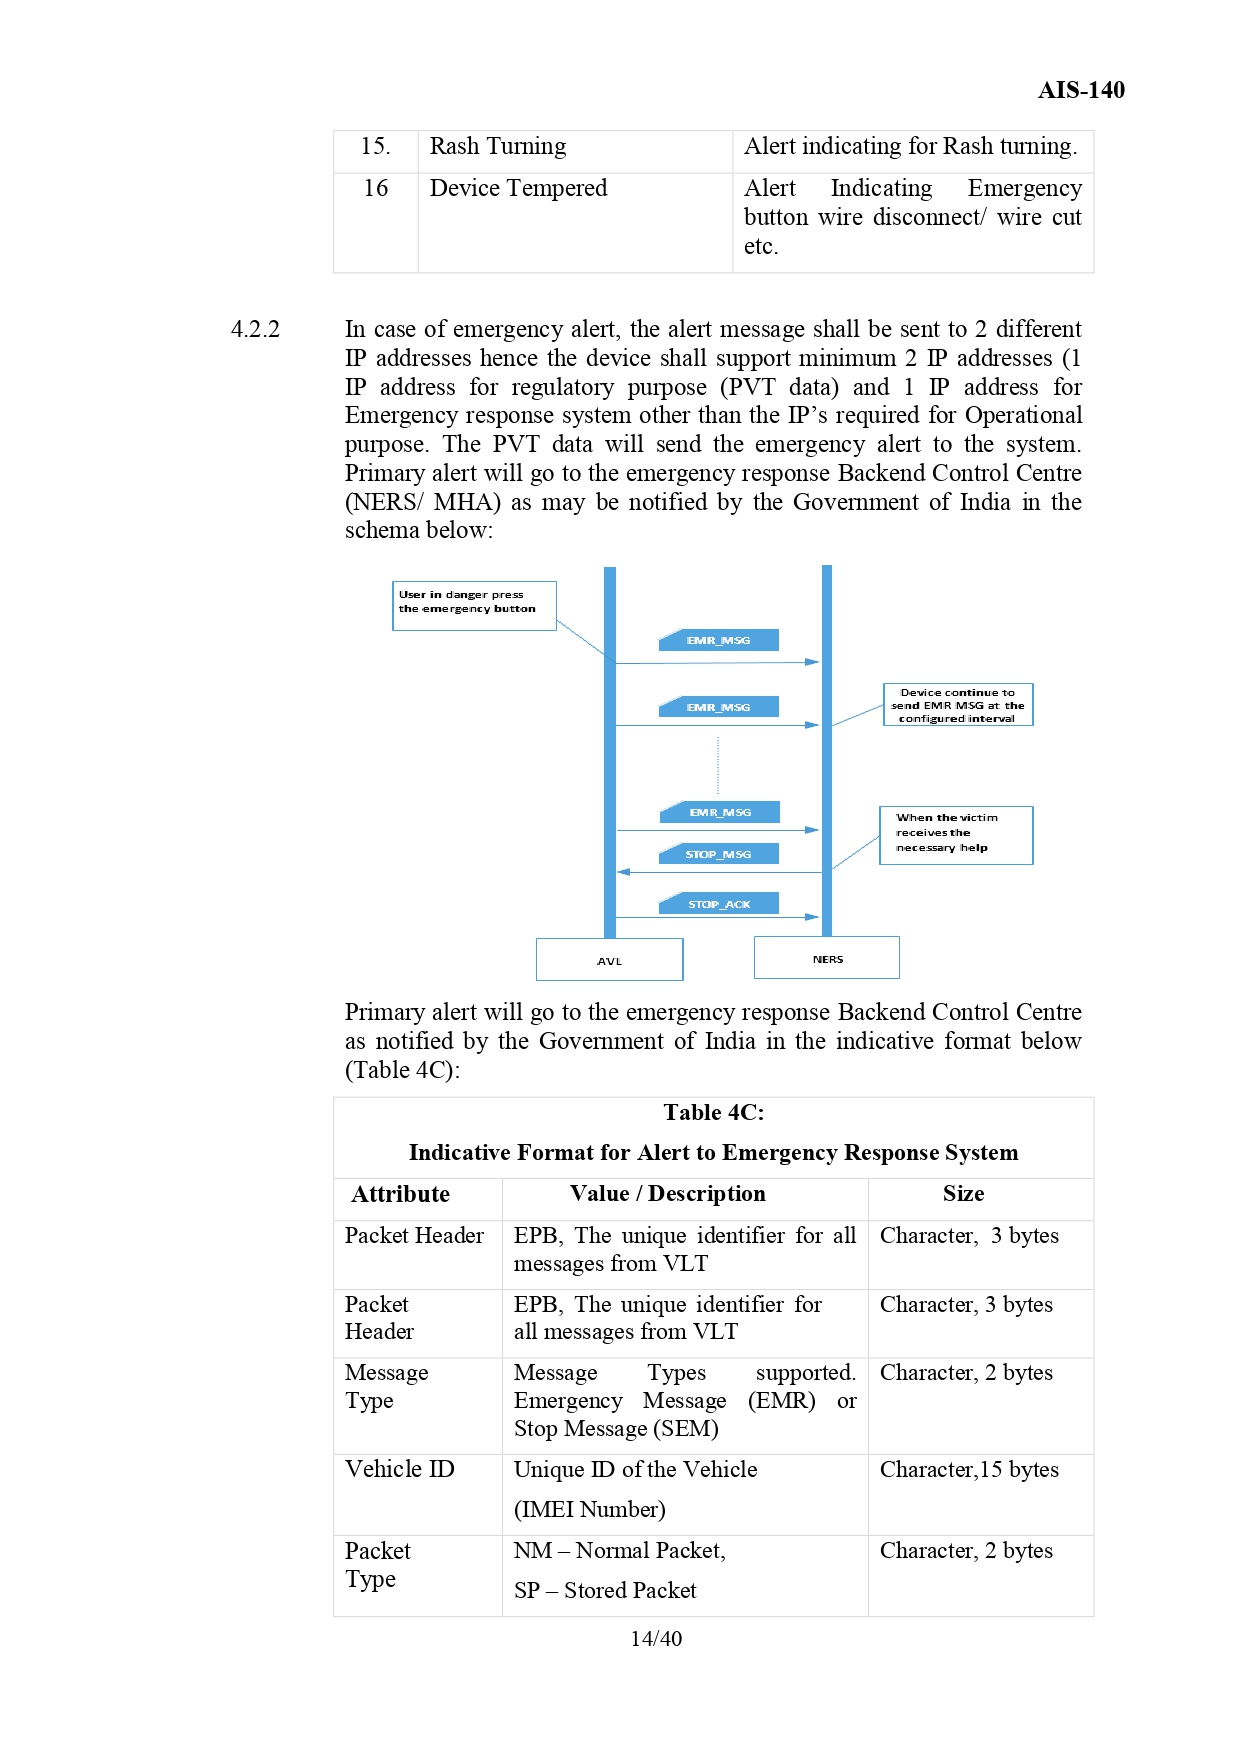 AIS-140
15. Rash Turning Alert indicating for Rash turning.
16 Device Tempered Alert Indicating Emergency
button wire disconnect/ wire cut
etc.
4.2.2 In case of emergency alert, the alert message shall be sent to 2 different
IP addresses hence the device shall support minimum 2 IP addresses (1
IP address for regulatory purpose (PVT data) and 1 IP address for
Emergency response system other than the IP's required for Operational
purpose. The PVT data will send the emergency alert to the system.
Primary alert will go to the emergency response Backend Control Centre
(NERS/ MHA) as may be notified by the Government of India in the
schema below:
User in danger press
the emergency button
EMR_MSG
EMR_MSG
Device continue to
send EMR MSG at the
configured interval
EMR_MSG
When the victim
receives the
necessary help
STOP_MSG
STOP_ACK
AVL
NERS
Primary alert will go to the emergency response Backend Control Centre
as notified by the Government of India in the indicative format below
(Table 4C):
Table 4C:
Indicative Format for Alert to Emergency Response System
Attribute Value / Description Size
Packet Header EPB, The unique identifier for all Character, 3 bytes
messages from VLT
Packet EPB, The unique identifier for Character, 3 bytes
Header all messages from VLT
Message Message Types supported. Character, 2 bytes
Type Emergency Message (EMR) or
Stop Message (SEM)
Vehicle ID Unique ID of the Vehicle Character,15 bytes
(IMEI Number)
Packet NM – Normal Packet, Character, 2 bytes
Type SP – Stored Packet
14/40